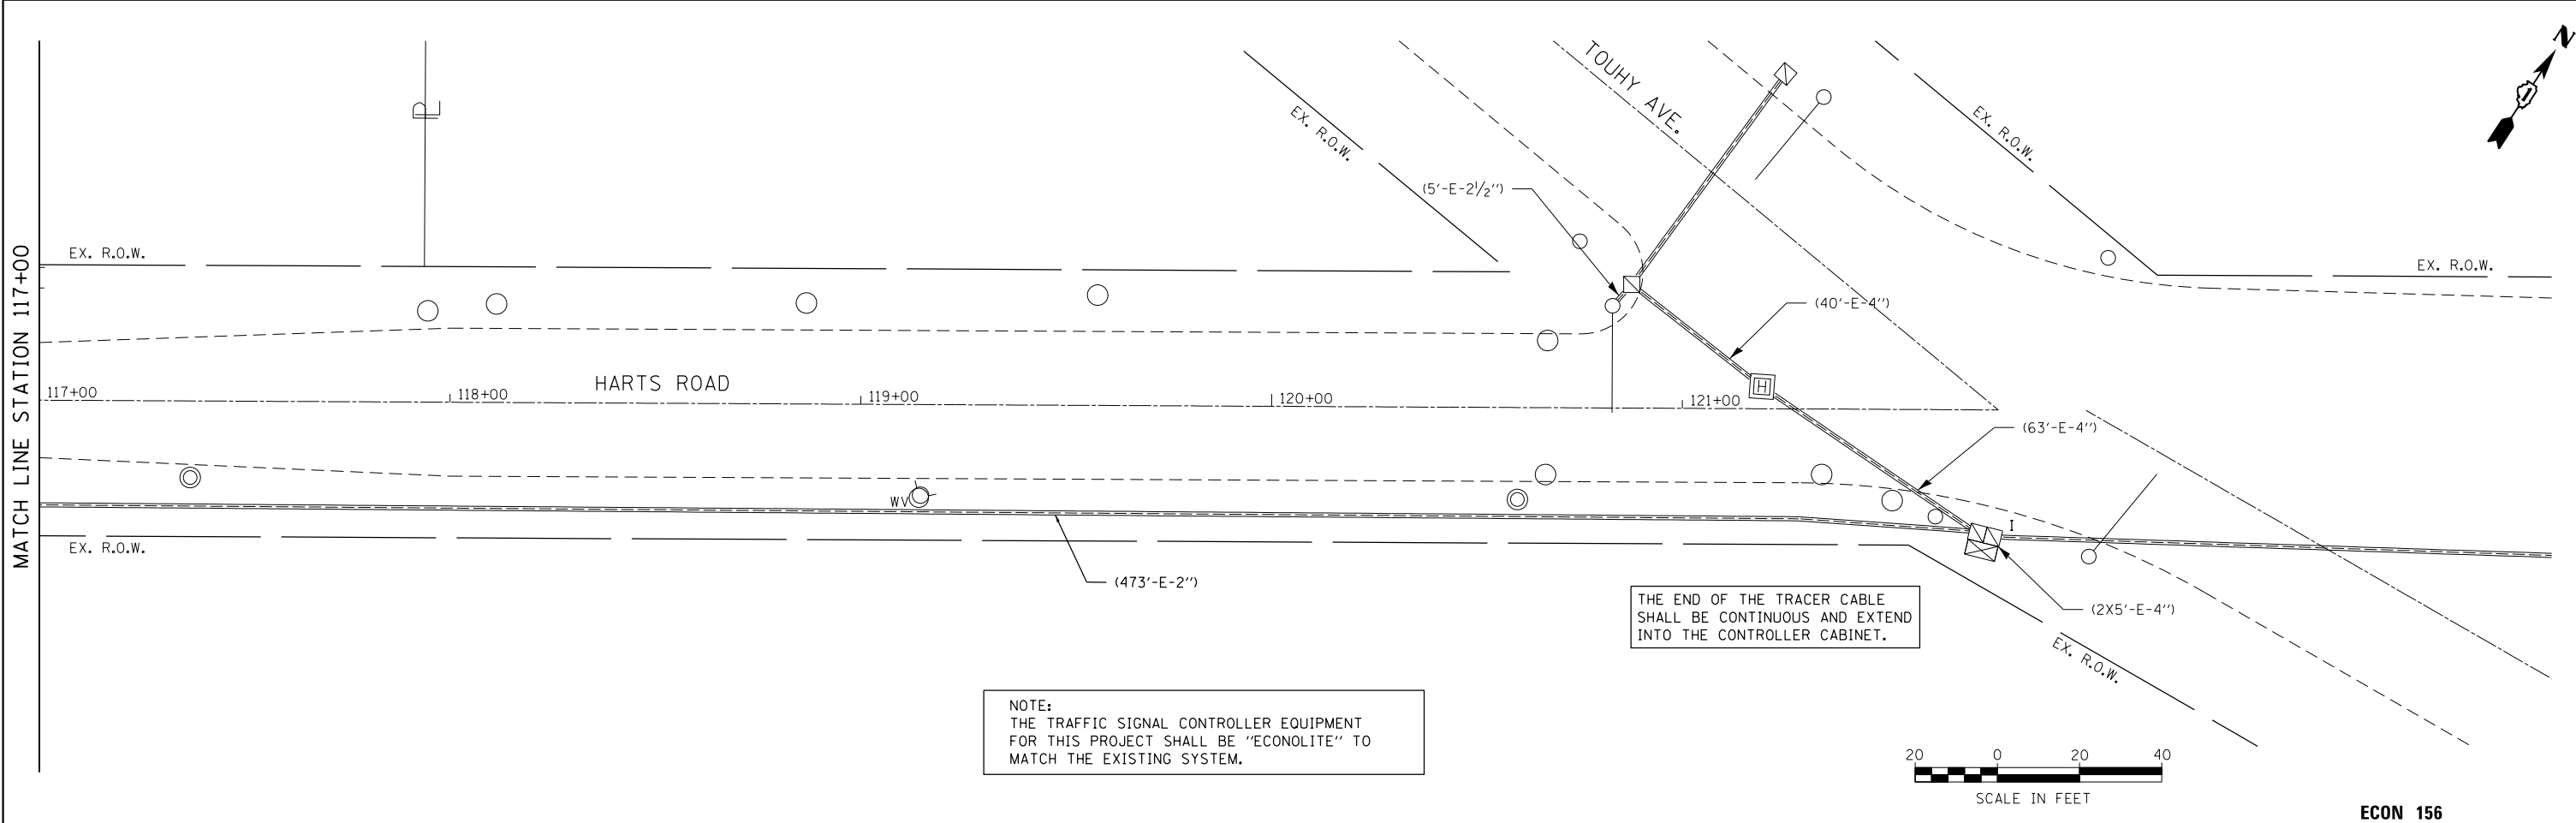 N
TOUHY AVE.
EX. R.O.W.
EX. R.O.W.
(5'-E-2½")
EX. R.O.W.
EX. R.O.W.
(40'-E-4")
H
MATCH LINE STATION 117+00
HARTS ROAD
117+00
118+00
119+00
120+00
121+00
(63'-E-4")
WV
I
EX. R.O.W.
(473'-E-2")
(2X5'-E-4")
THE END OF THE TRACER CABLE
SHALL BE CONTINUOUS AND EXTEND
INTO THE CONTROLLER CABINET.
EX. R.O.W.
NOTE:
THE TRAFFIC SIGNAL CONTROLLER EQUIPMENT
FOR THIS PROJECT SHALL BE "ECONOLITE" TO
MATCH THE EXISTING SYSTEM.
20 0 20 40
SCALE IN FEET
ECON 156